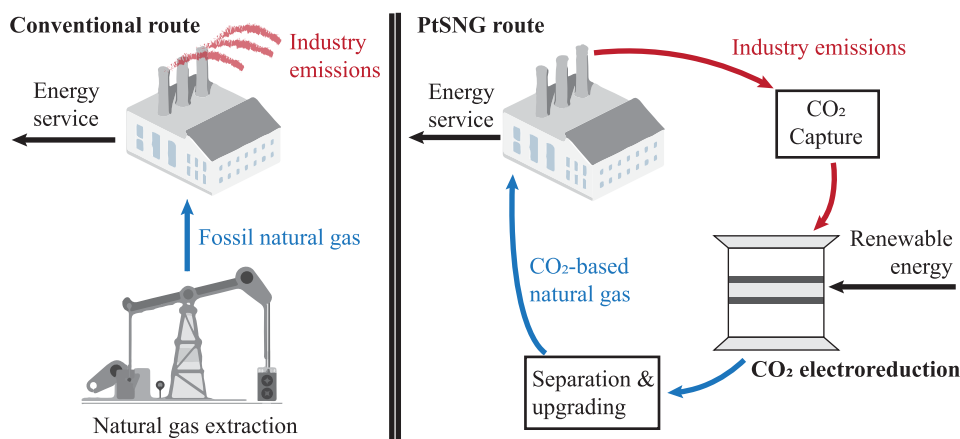 Conventional route
Industry
emissions
Energy
service
Fossil natural gas
Natural gas extraction
PtSNG route
Industry emissions
Energy
service
CO₂
Capture
Renewable
energy
CO₂-based
natural gas
CO₂ electroreduction
Separation &
upgrading